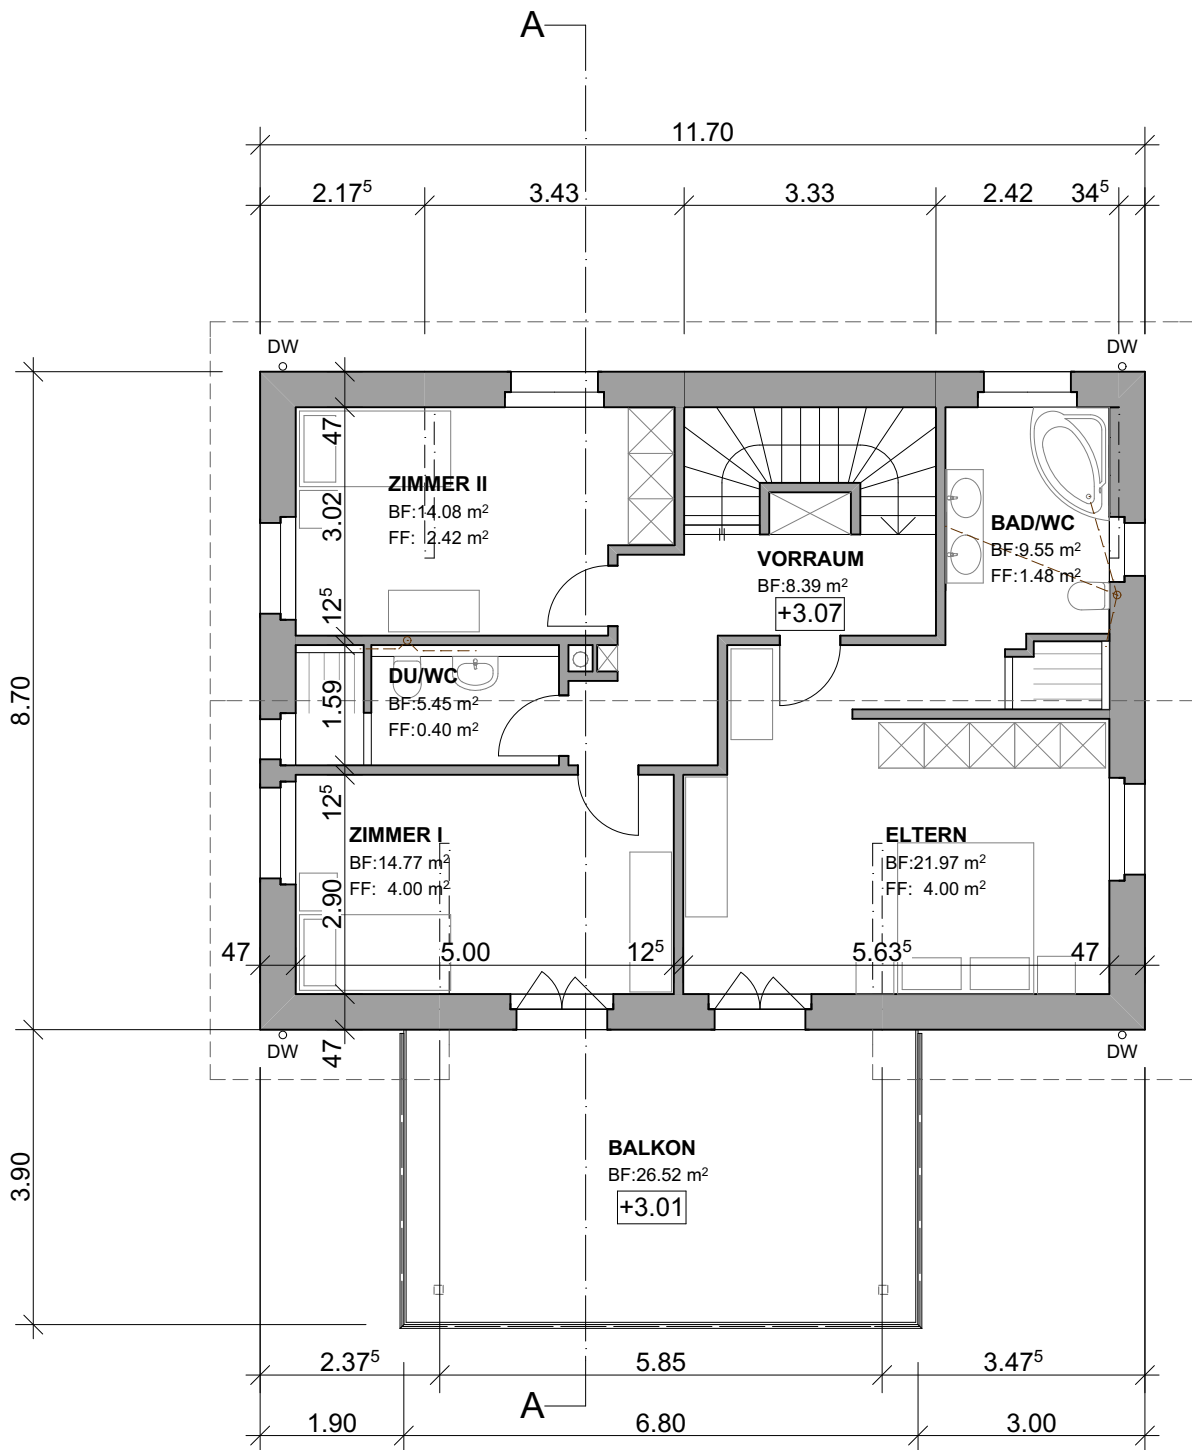 A
11.70
2.17⁵ 3.43 3.33 2.42 34⁵
DW DW
47
ZIMMER II
BF:14.08 m²
FF: 2.42 m²
3.02
BAD/WC
BF:9.55 m²
FF:1.48 m²
VORRAUM
BF:8.39 m²
+3.07
12⁵
DU/WC
BF:5.45 m²
FF:0.40 m²
1.59
8.70
12⁵
ZIMMER I
BF:14.77 m²
FF: 4.00 m²
ELTERN
BF:21.97 m²
FF: 4.00 m²
2.90
47 5.00 12⁵ 5.63⁵ 47
DW DW
47
BALKON
BF:26.52 m²
+3.01
3.90
2.37⁵ 5.85 3.47⁵
A
1.90 6.80 3.00